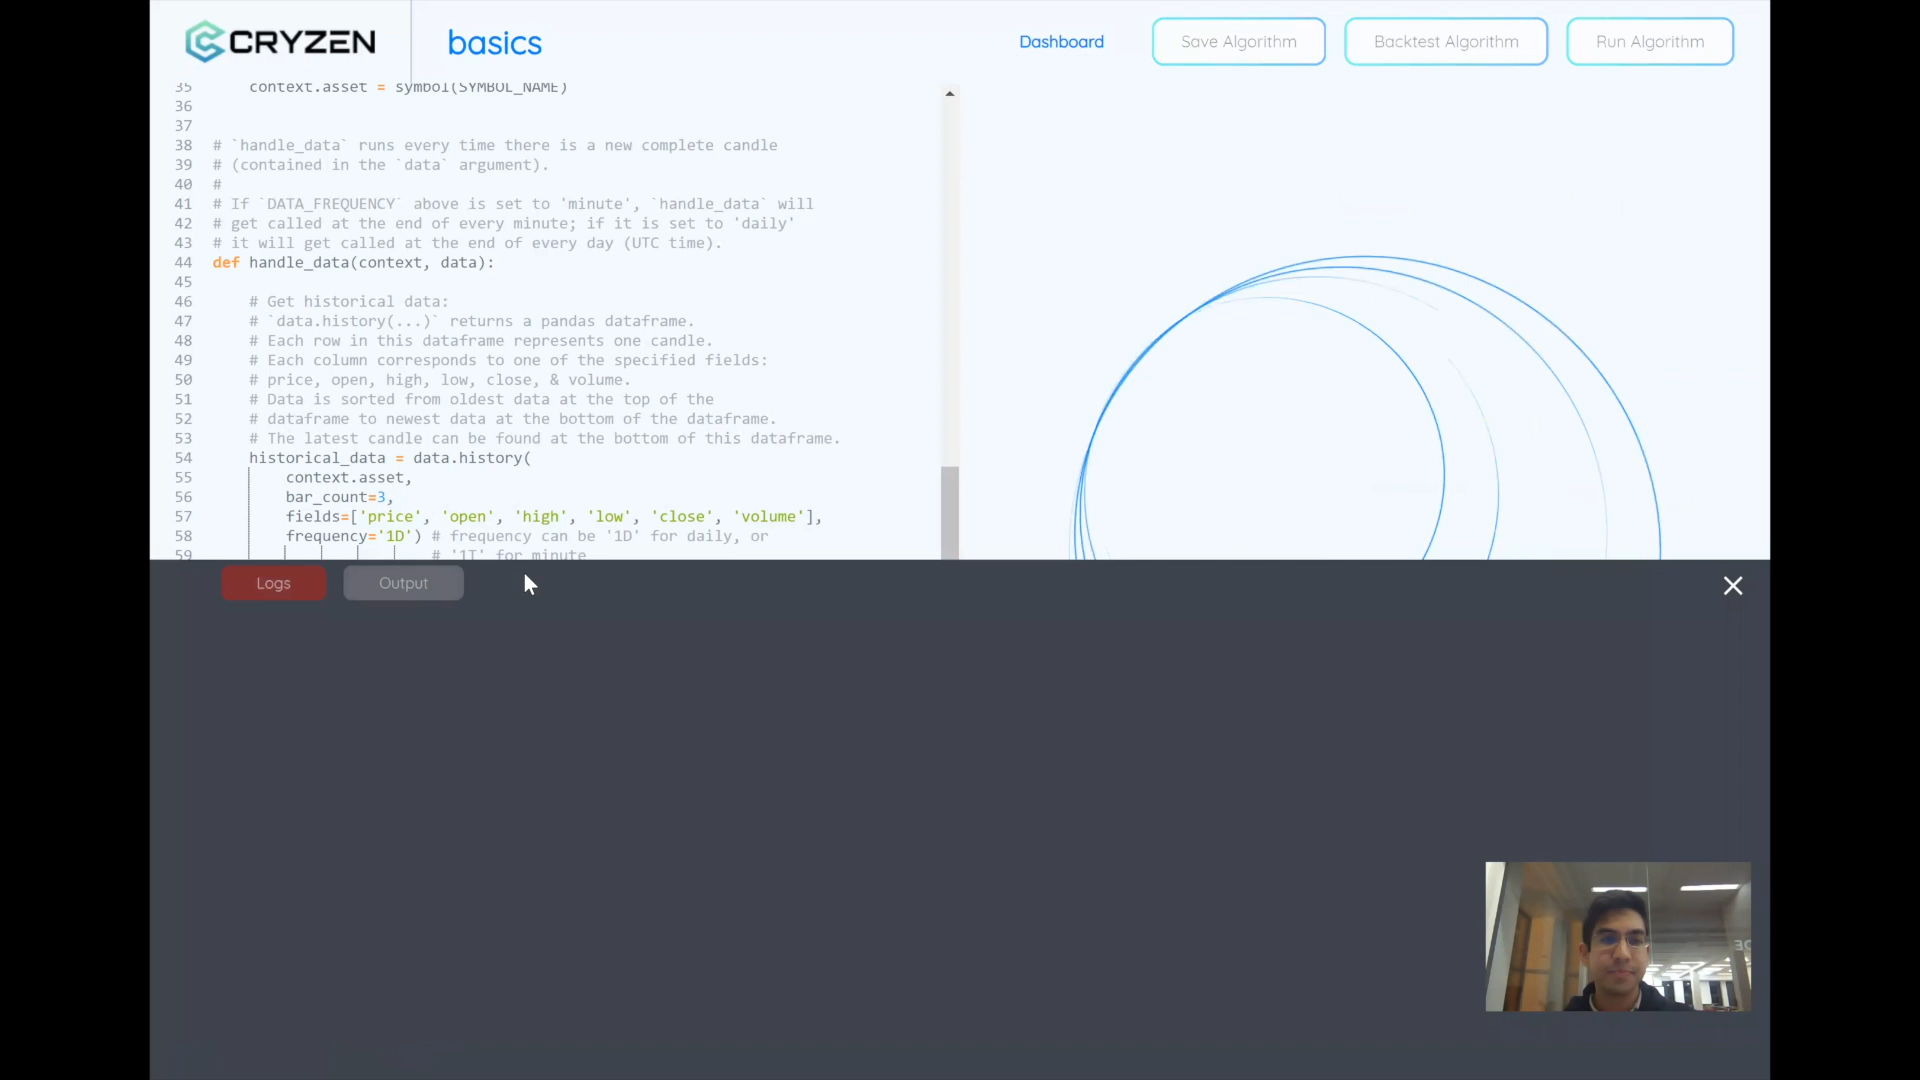 CRYZEN
basics
Dashboard
Save Algorithm
Backtest Algorithm
Run Algorithm
35 context.asset = symbol(SYMBOL_NAME)
36
37
38 # `handle_data` runs every time there is a new complete candle
39 # (contained in the `data` argument).
40 #
41 # If `DATA_FREQUENCY` above is set to 'minute', `handle_data` will
42 # get called at the end of every minute; if it is set to 'daily'
43 # it will get called at the end of every day (UTC time).
44 def handle_data(context, data):
45
46 # Get historical data:
47 # `data.history(...)` returns a pandas dataframe.
48 # Each row in this dataframe represents one candle.
49 # Each column corresponds to one of the specified fields:
50 # price, open, high, low, close, & volume.
51 # Data is sorted from oldest data at the top of the
52 # dataframe to newest data at the bottom of the dataframe.
53 # The latest candle can be found at the bottom of this dataframe.
54 historical_data = data.history(
55 context.asset,
56 bar_count=3,
57 fields=['price', 'open', 'high', 'low', 'close', 'volume'],
58 frequency='1D') # frequency can be '1D' for daily, or
59 # '1T' for minute
Logs
Output